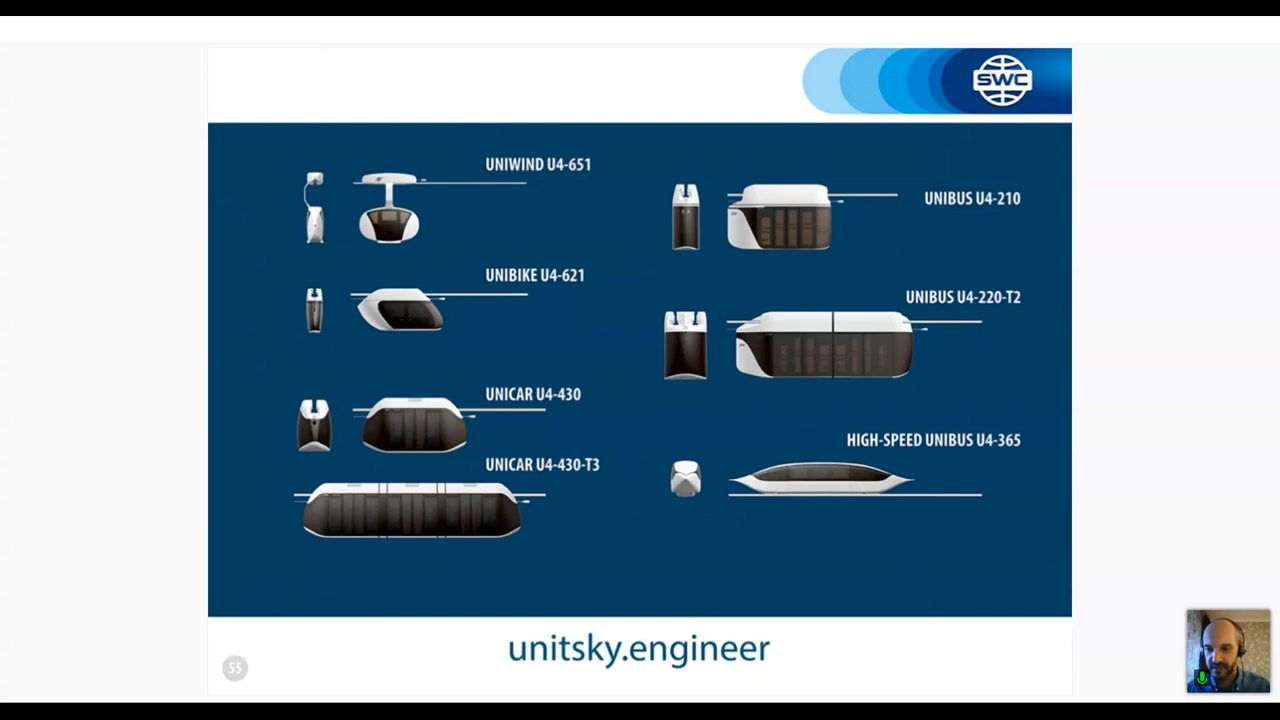 SWC
UNIWIND U4-651
UNIBIKE U4-621
UNICAR U4-430
UNICAR U4-430-T3
UNIBUS U4-210
UNIBUS U4-220-T2
HIGH-SPEED UNIBUS U4-365
unitsky.engineer
55